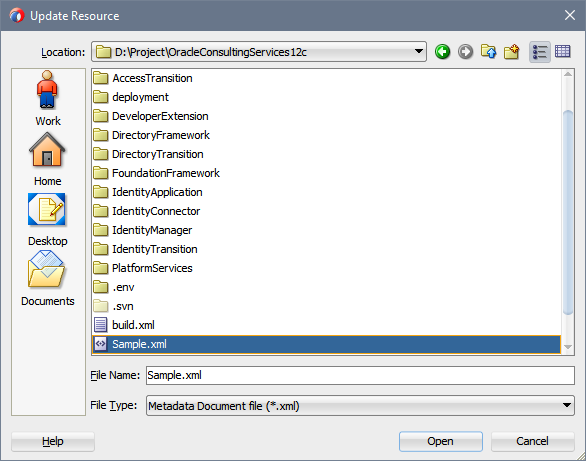 Update Resource
Location: D:\Project\OracleConsultingServices12c
Work
Home
Desktop
Documents
AccessTransition
deployment
DeveloperExtension
DirectoryFramework
DirectoryTransition
FoundationFramework
IdentityApplication
IdentityConnector
IdentityManager
IdentityTransition
PlatformServices
.env
.svn
build.xml
Sample.xml
File Name: Sample.xml
File Type: Metadata Document file (*.xml)
Help
Open
Cancel